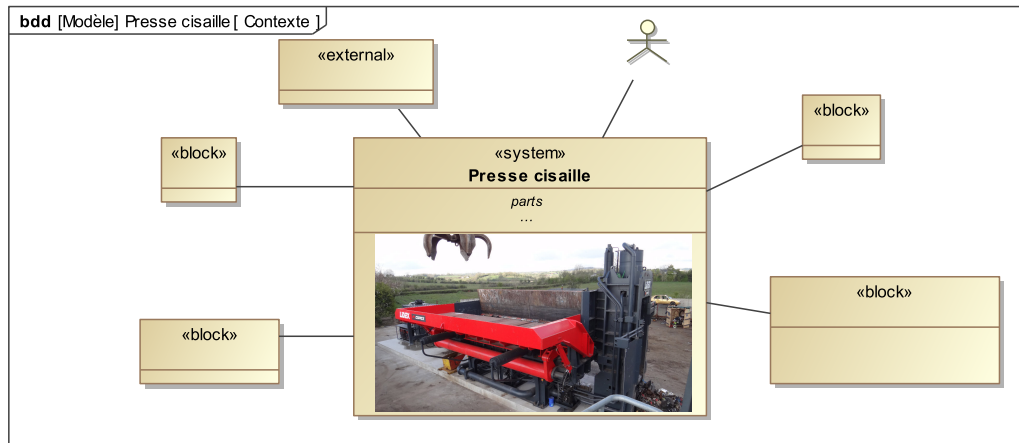 bdd [Modèle] Presse cisaille [ Contexte ]
«external»
«block»
«block»
«system»
Presse cisaille
parts
...
«block»
«block»